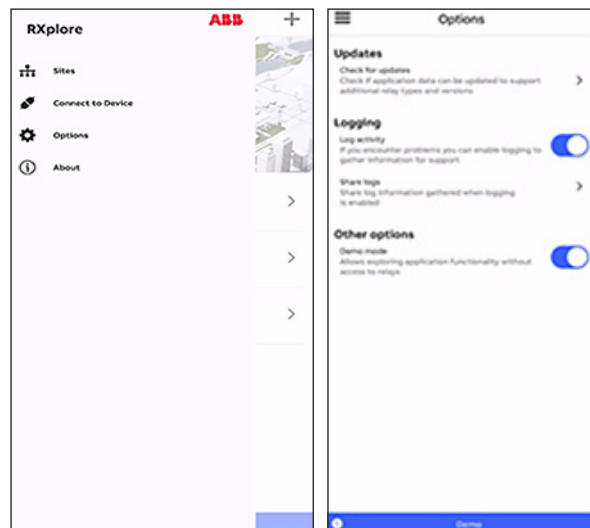 RXplore
ABB
Sites
Connect to Device
Options
About
Options
Updates
Check for updates
Check if application data can be updated to support
additional relay types and versions
Logging
Log activity
If you encounter problems you can enable logging to
gather information for support
Share logs
Share log information gathered when logging
is enabled
Other options
Demo mode
Allows exploring application functionality without
access to relays
Demo